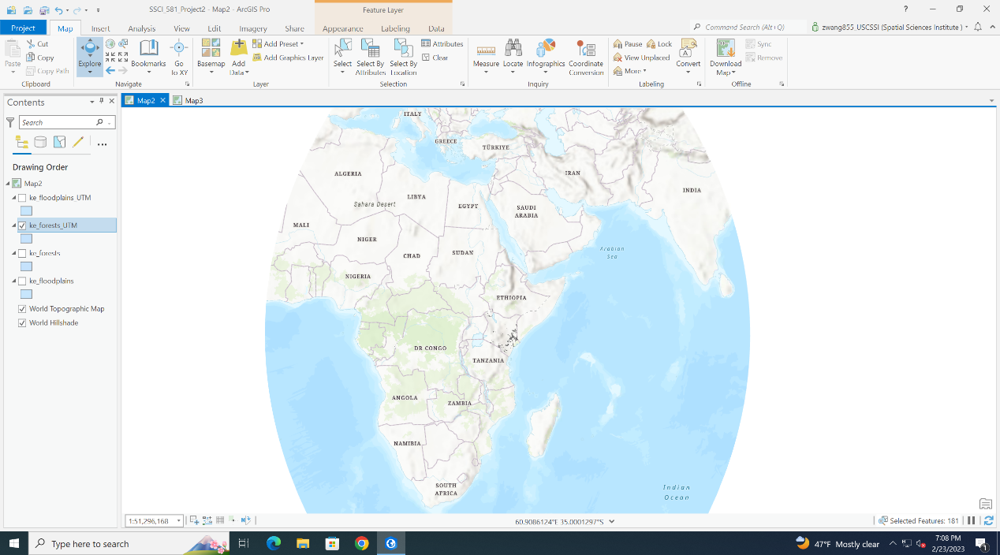 SSCI_581_Project2 - Map2 - ArcGIS Pro
Feature Layer
?
Project
Map
Insert
Analysis
View
Edit
Imagery
Share
Appearance
Labeling
Data
Command Search (Alt+Q)
zwang855_USCSSI (Spatial Sciences Institute)
Paste
Cut
Copy
Copy Path
Clipboard
Explore
Bookmarks
Go
To XY
Navigate
Basemap
Add
Data
Add Preset
Add Graphics Layer
Layer
Select
Select By
Attributes
Select By
Location
Attributes
Clear
Selection
Measure
Locate
Infographics
Coordinate
Conversion
Inquiry
Pause
Lock
View Unplaced
More
Convert
Labeling
Download
Map
Sync
Remove
Offline
Contents
Search
Drawing Order
Map2
ke_floodplains_UTM
ke_forests_UTM
ke_forests
ke_floodplains
World Topographic Map
World Hillshade
Map2
Map3
ITALY
GREECE
TÜRKIYE
ALGERIA
LIBYA
EGYPT
IRAN
INDIA
Sahara Desert
SAUDI
ARABIA
MALI
NIGER
CHAD
SUDAN
Arabian
Sea
NIGERIA
ETHIOPIA
DR CONGO
TANZANIA
ANGOLA
ZAMBIA
NAMIBIA
SOUTH
AFRICA
Indian
Ocean
1:51,296,168
60.9086124°E 35.0001297°S
Selected Features: 181
Type here to search
47°F Mostly clear
7:08 PM
2/23/2023
1